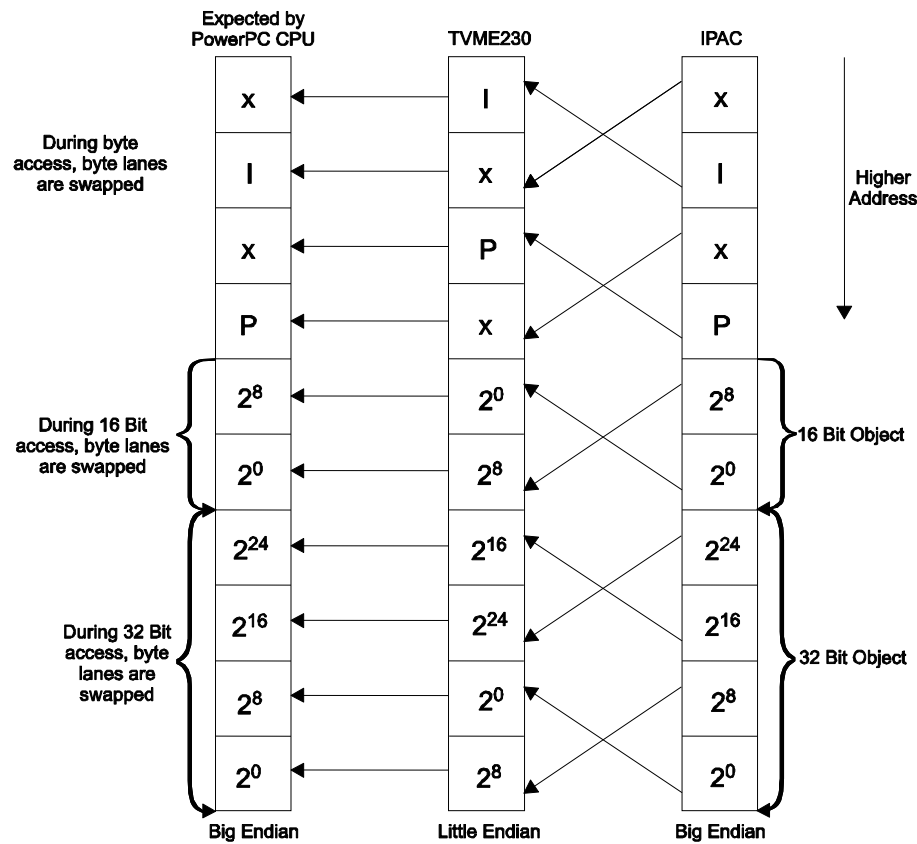 Expected by
PowerPC CPU
TVME230
IPAC
During byte
access, byte lanes
are swapped
x
I
x
P
2⁸
2⁰
2²⁴
2¹⁶
2⁸
2⁰
During 16 Bit
access, byte lanes
are swapped
During 32 Bit
access, byte
lanes are
swapped
Big Endian
I
x
P
x
2⁰
2⁸
2¹⁶
2²⁴
2⁰
2⁸
Little Endian
x
I
x
P
2⁸
2⁰
2²⁴
2¹⁶
2⁸
2⁰
Big Endian
Higher
Address
16 Bit Object
32 Bit Object